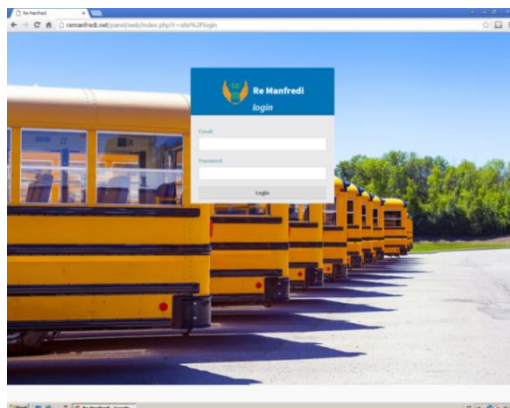 Re Manfredi
remanfredi.net/panel/web/index.php?r=site%2Flogin
Re Manfredi
login
Email
Password
Login